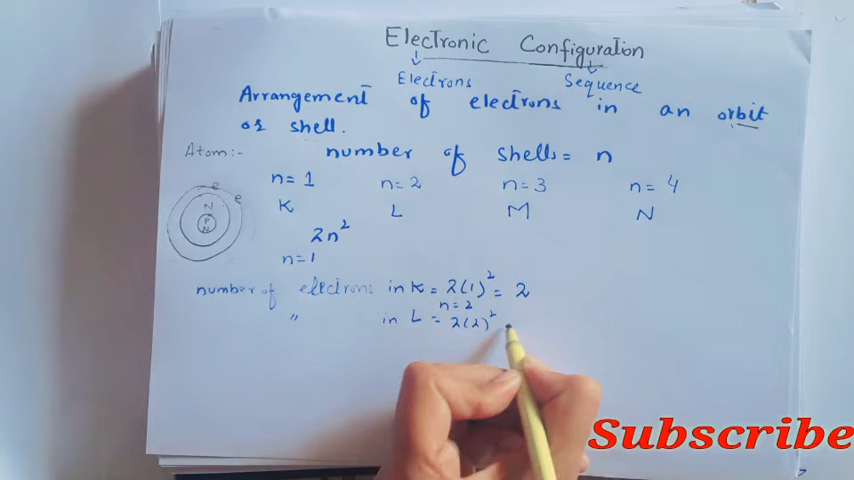 Electronic Configuration
Electrons Sequence
Arrangement of electrons in an orbit
or shell.
Atom:- number of shells = n
n=1 n=2 n=3 n=4
K L M N
2n²
n=1
number of electrons in K = 2(1)² = 2
n=2
" in L = 2(2)²
e
e
N
P
N
Subscribe